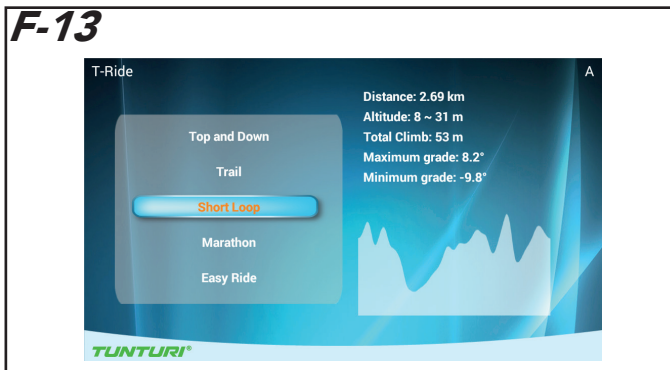 F-13
T-Ride
A
Top and Down
Trail
Short Loop
Marathon
Easy Ride
Distance: 2.69 km
Altitude: 8 ~ 31 m
Total Climb: 53 m
Maximum grade: 8.2°
Minimum grade: -9.8°
TUNTURI®